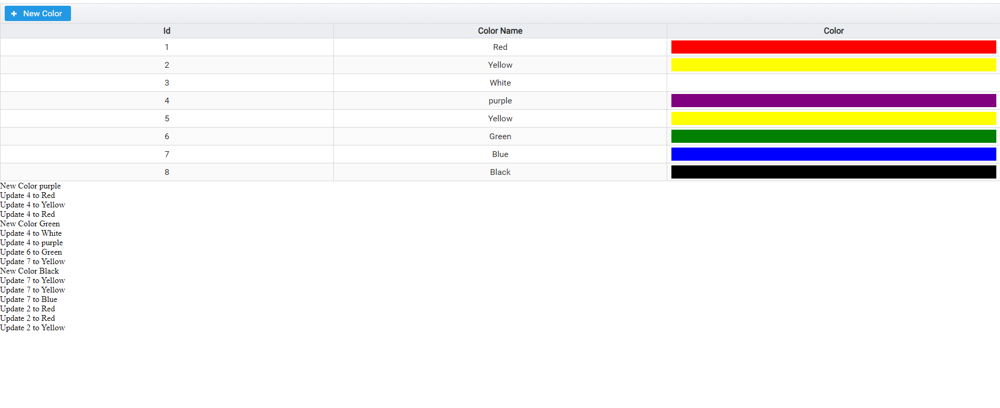 New Color
Id Color Name Color
1 Red
2 Yellow
3 White
4 purple
5 Yellow
6 Green
7 Blue
8 Black
New Color purple
Update 4 to Red
Update 4 to Yellow
Update 4 to Red
New Color Green
Update 4 to White
Update 4 to purple
Update 6 to Green
Update 7 to Yellow
New Color Black
Update 7 to Yellow
Update 7 to Yellow
Update 7 to Blue
Update 2 to Red
Update 2 to Red
Update 2 to Yellow